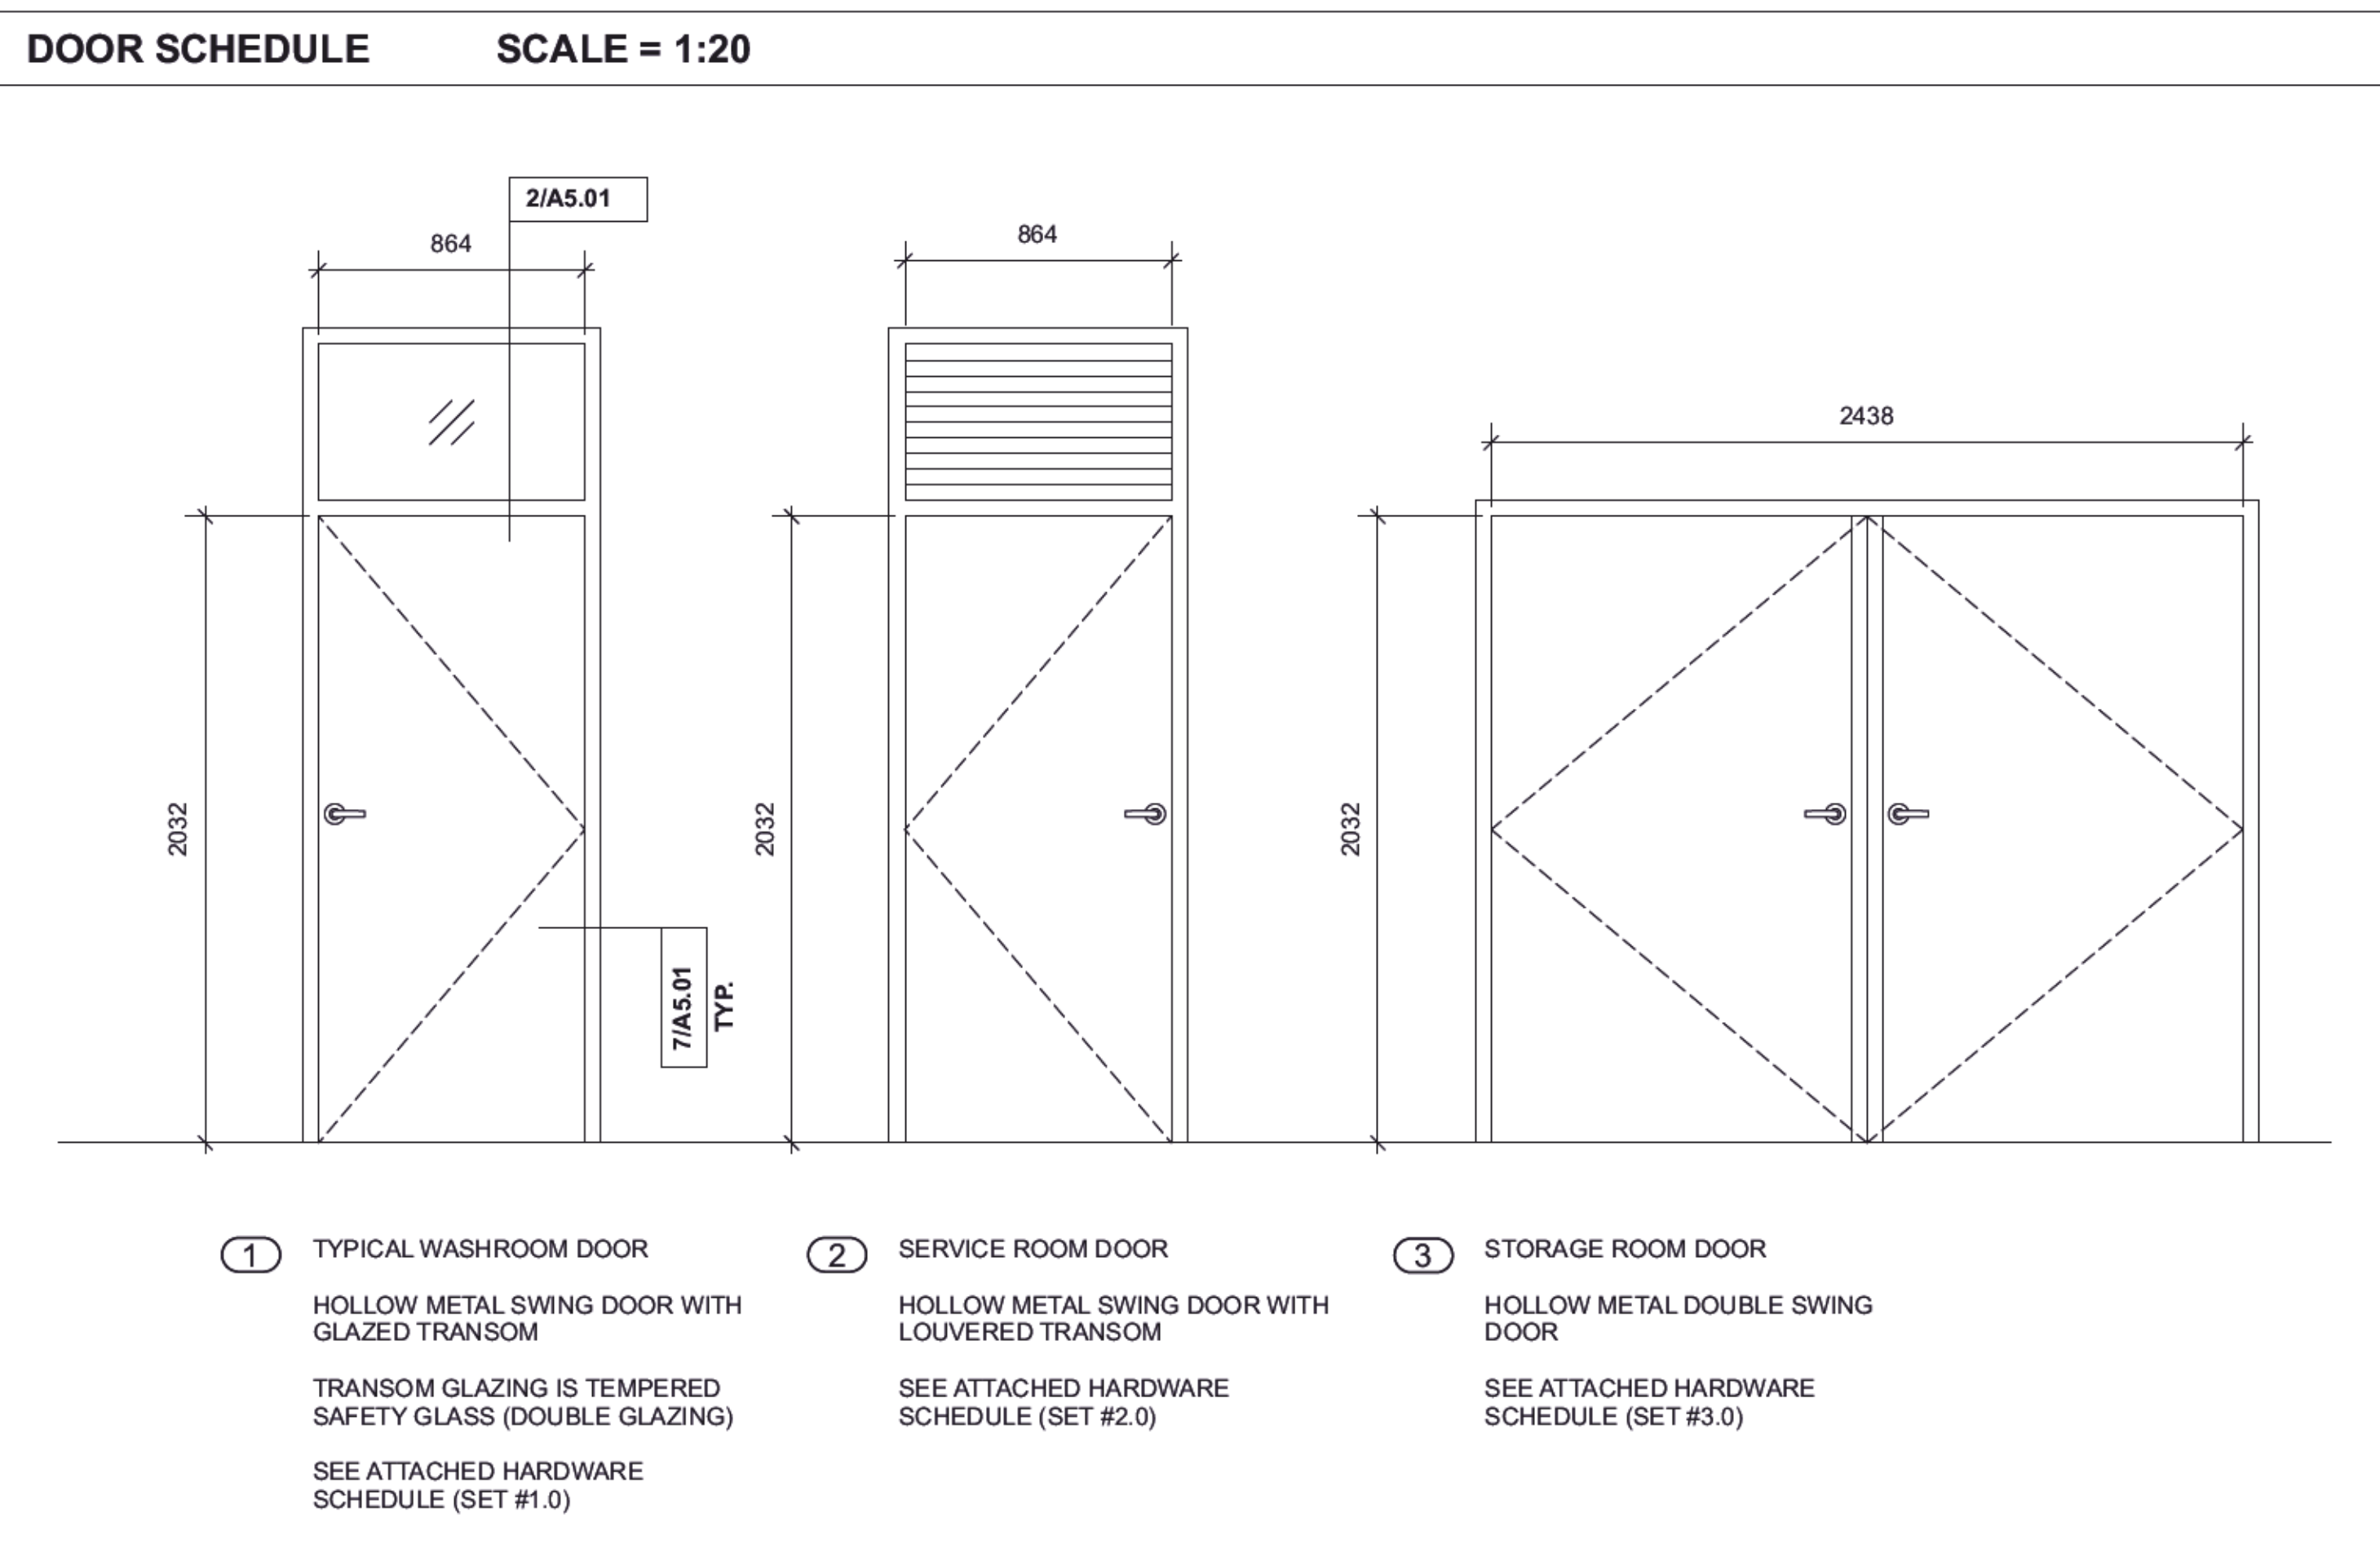 DOOR SCHEDULE SCALE = 1:20
2/A5.01
864
864
2438
2032
2032
2032
7/A5.01
TYP.
1
TYPICAL WASHROOM DOOR
HOLLOW METAL SWING DOOR WITH
GLAZED TRANSOM
TRANSOM GLAZING IS TEMPERED
SAFETY GLASS (DOUBLE GLAZING)
SEE ATTACHED HARDWARE
SCHEDULE (SET #1.0)
2
SERVICE ROOM DOOR
HOLLOW METAL SWING DOOR WITH
LOUVERED TRANSOM
SEE ATTACHED HARDWARE
SCHEDULE (SET #2.0)
3
STORAGE ROOM DOOR
HOLLOW METAL DOUBLE SWING
DOOR
SEE ATTACHED HARDWARE
SCHEDULE (SET #3.0)